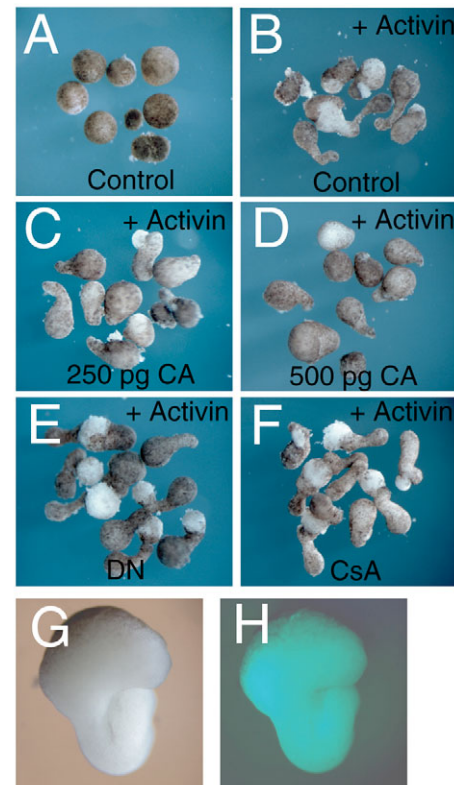 A
Control
B + Activin
Control
C + Activin
250 pg CA
D + Activin
500 pg CA
E + Activin
DN
F + Activin
CsA
G
H